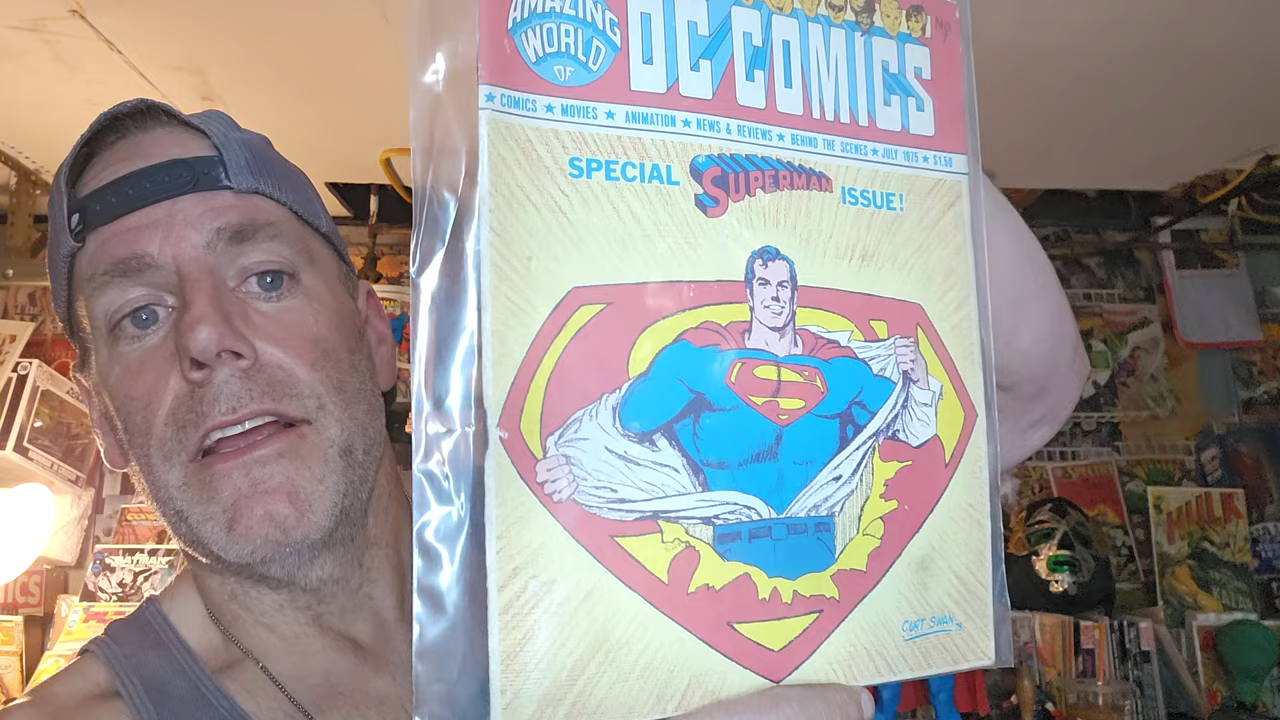 AMAZING
WORLD
OF
DC COMICS
★ COMICS ★ MOVIES ★ ANIMATION ★ NEWS & REVIEWS ★ BEHIND THE SCENES ★ JULY 1975 ★ $1.50
SPECIAL SUPERMAN ISSUE!
S
CURT SWAN
BATMAN
HULK